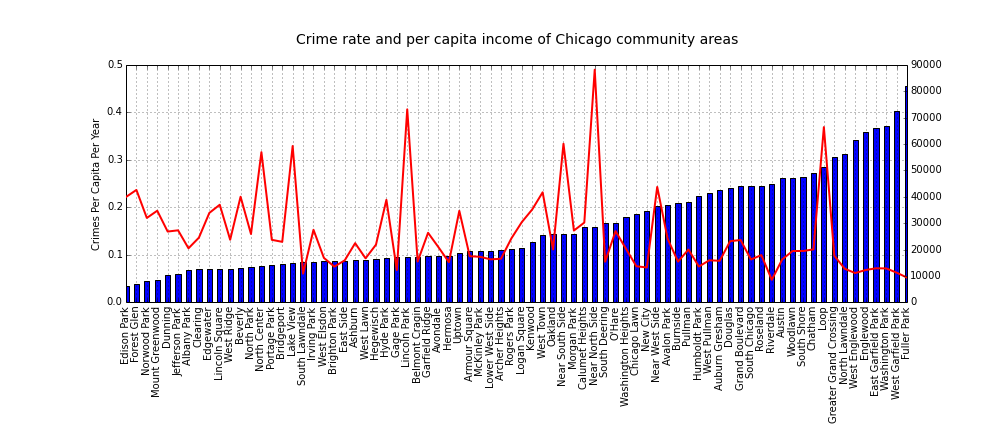 Crime rate and per capita income of Chicago community areas
Crimes Per Capita Per Year
0.5
0.4
0.3
0.2
0.1
0.0
90000
80000
70000
60000
50000
40000
30000
20000
10000
0
Edison Park
Forest Glen
Norwood Park
Mount Greenwood
Dunning
Jefferson Park
Albany Park
Clearing
Edgewater
Lincoln Square
West Ridge
Beverly
North Park
North Center
Portage Park
Bridgeport
Lake View
South Lawndale
Irving Park
West Elsdon
Brighton Park
East Side
Ashburn
West Lawn
Hegewisch
Hyde Park
Gage Park
Lincoln Park
Belmont Cragin
Garfield Ridge
Avondale
Hermosa
Uptown
Armour Square
McKinley Park
Lower West Side
Archer Heights
Rogers Park
Logan Square
Kenwood
West Town
Oakland
Near South Side
Morgan Park
Calumet Heights
Near North Side
South Deering
O'Hare
Washington Heights
Chicago Lawn
New City
Near West Side
Avalon Park
Burnside
Pullman
Humboldt Park
West Pullman
Auburn Gresham
Douglas
Grand Boulevard
South Chicago
Roseland
Riverdale
Austin
Woodlawn
South Shore
Chatham
Loop
Greater Grand Crossing
North Lawndale
West Englewood
Englewood
East Garfield Park
Washington Park
West Garfield Park
Fuller Park